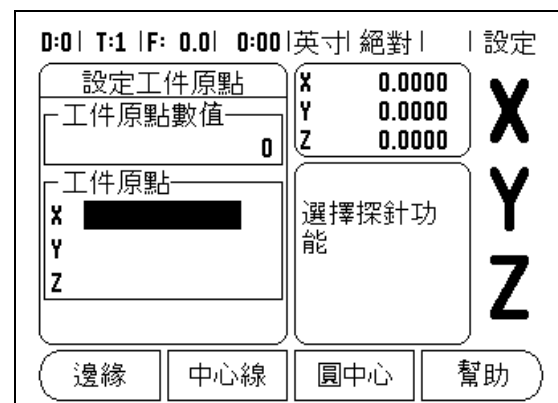 D:0 | T:1 | F: 0.0 | 0:00 | 英寸 | 絕對 | | 設定
設定工件原點
工件原點數值
0
工件原點
X
Y
Z
X 0.0000
Y 0.0000
Z 0.0000
選擇探針功
能
X
Y
Z
邊緣 中心線 圓中心 幫助